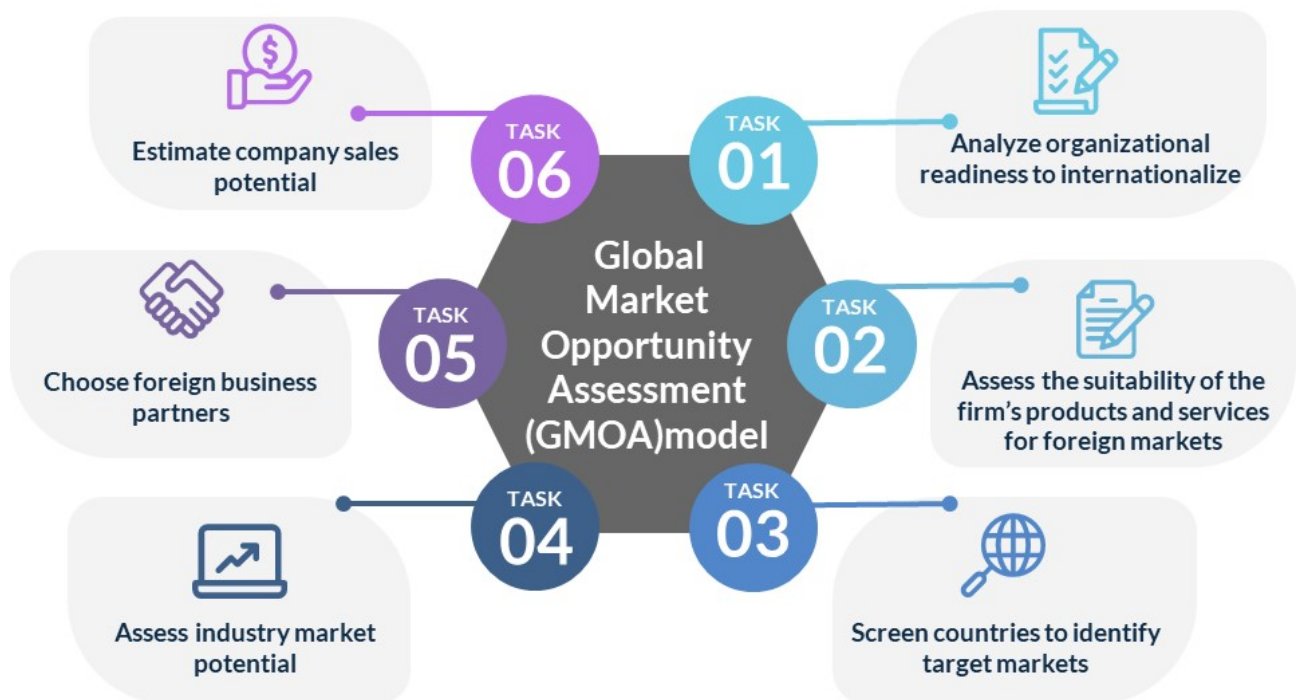 Global
Market
Opportunity
Assessment
(GMOA)model
TASK
01
Analyze organizational
readiness to internationalize
TASK
02
Assess the suitability of the
firm's products and services
for foreign markets
TASK
03
Screen countries to identify
target markets
TASK
04
Assess industry market
potential
TASK
05
Choose foreign business
partners
TASK
06
$
Estimate company sales
potential